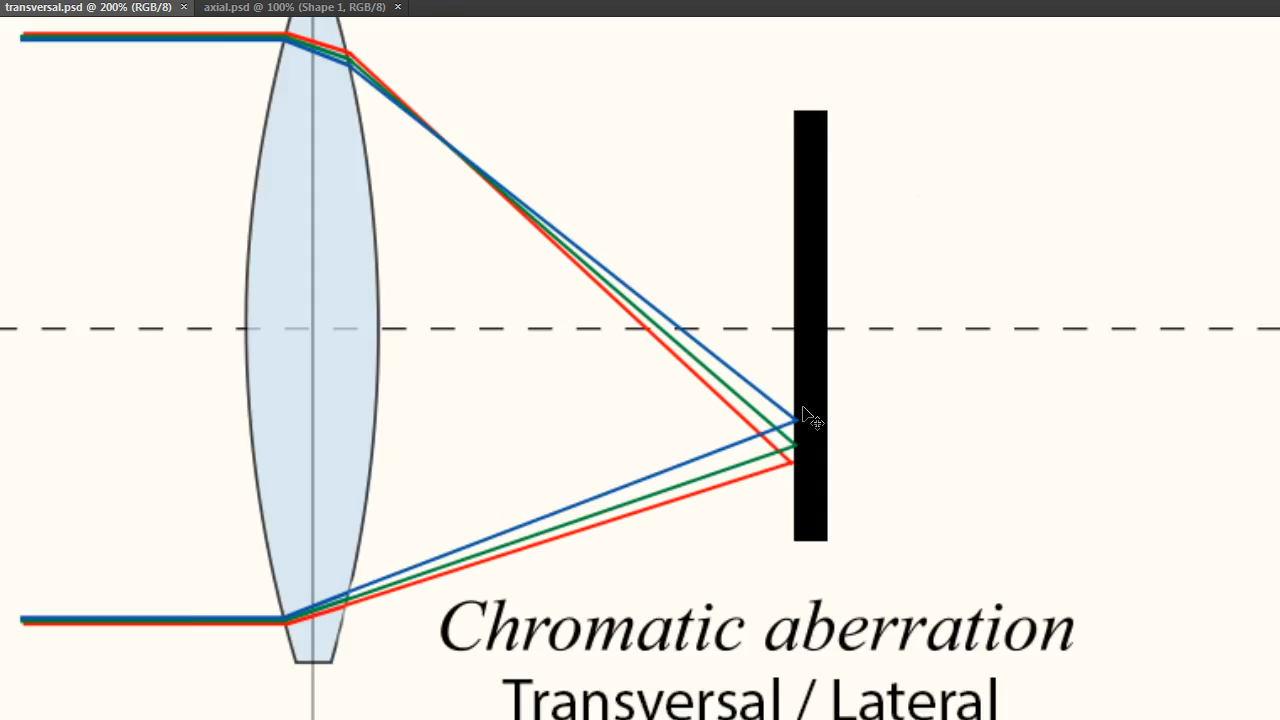 transversal.psd @ 200% (RGB/8) × axial.psd @ 100% (Shape 1, RGB/8) ×
Chromatic aberration
Transversal / Lateral